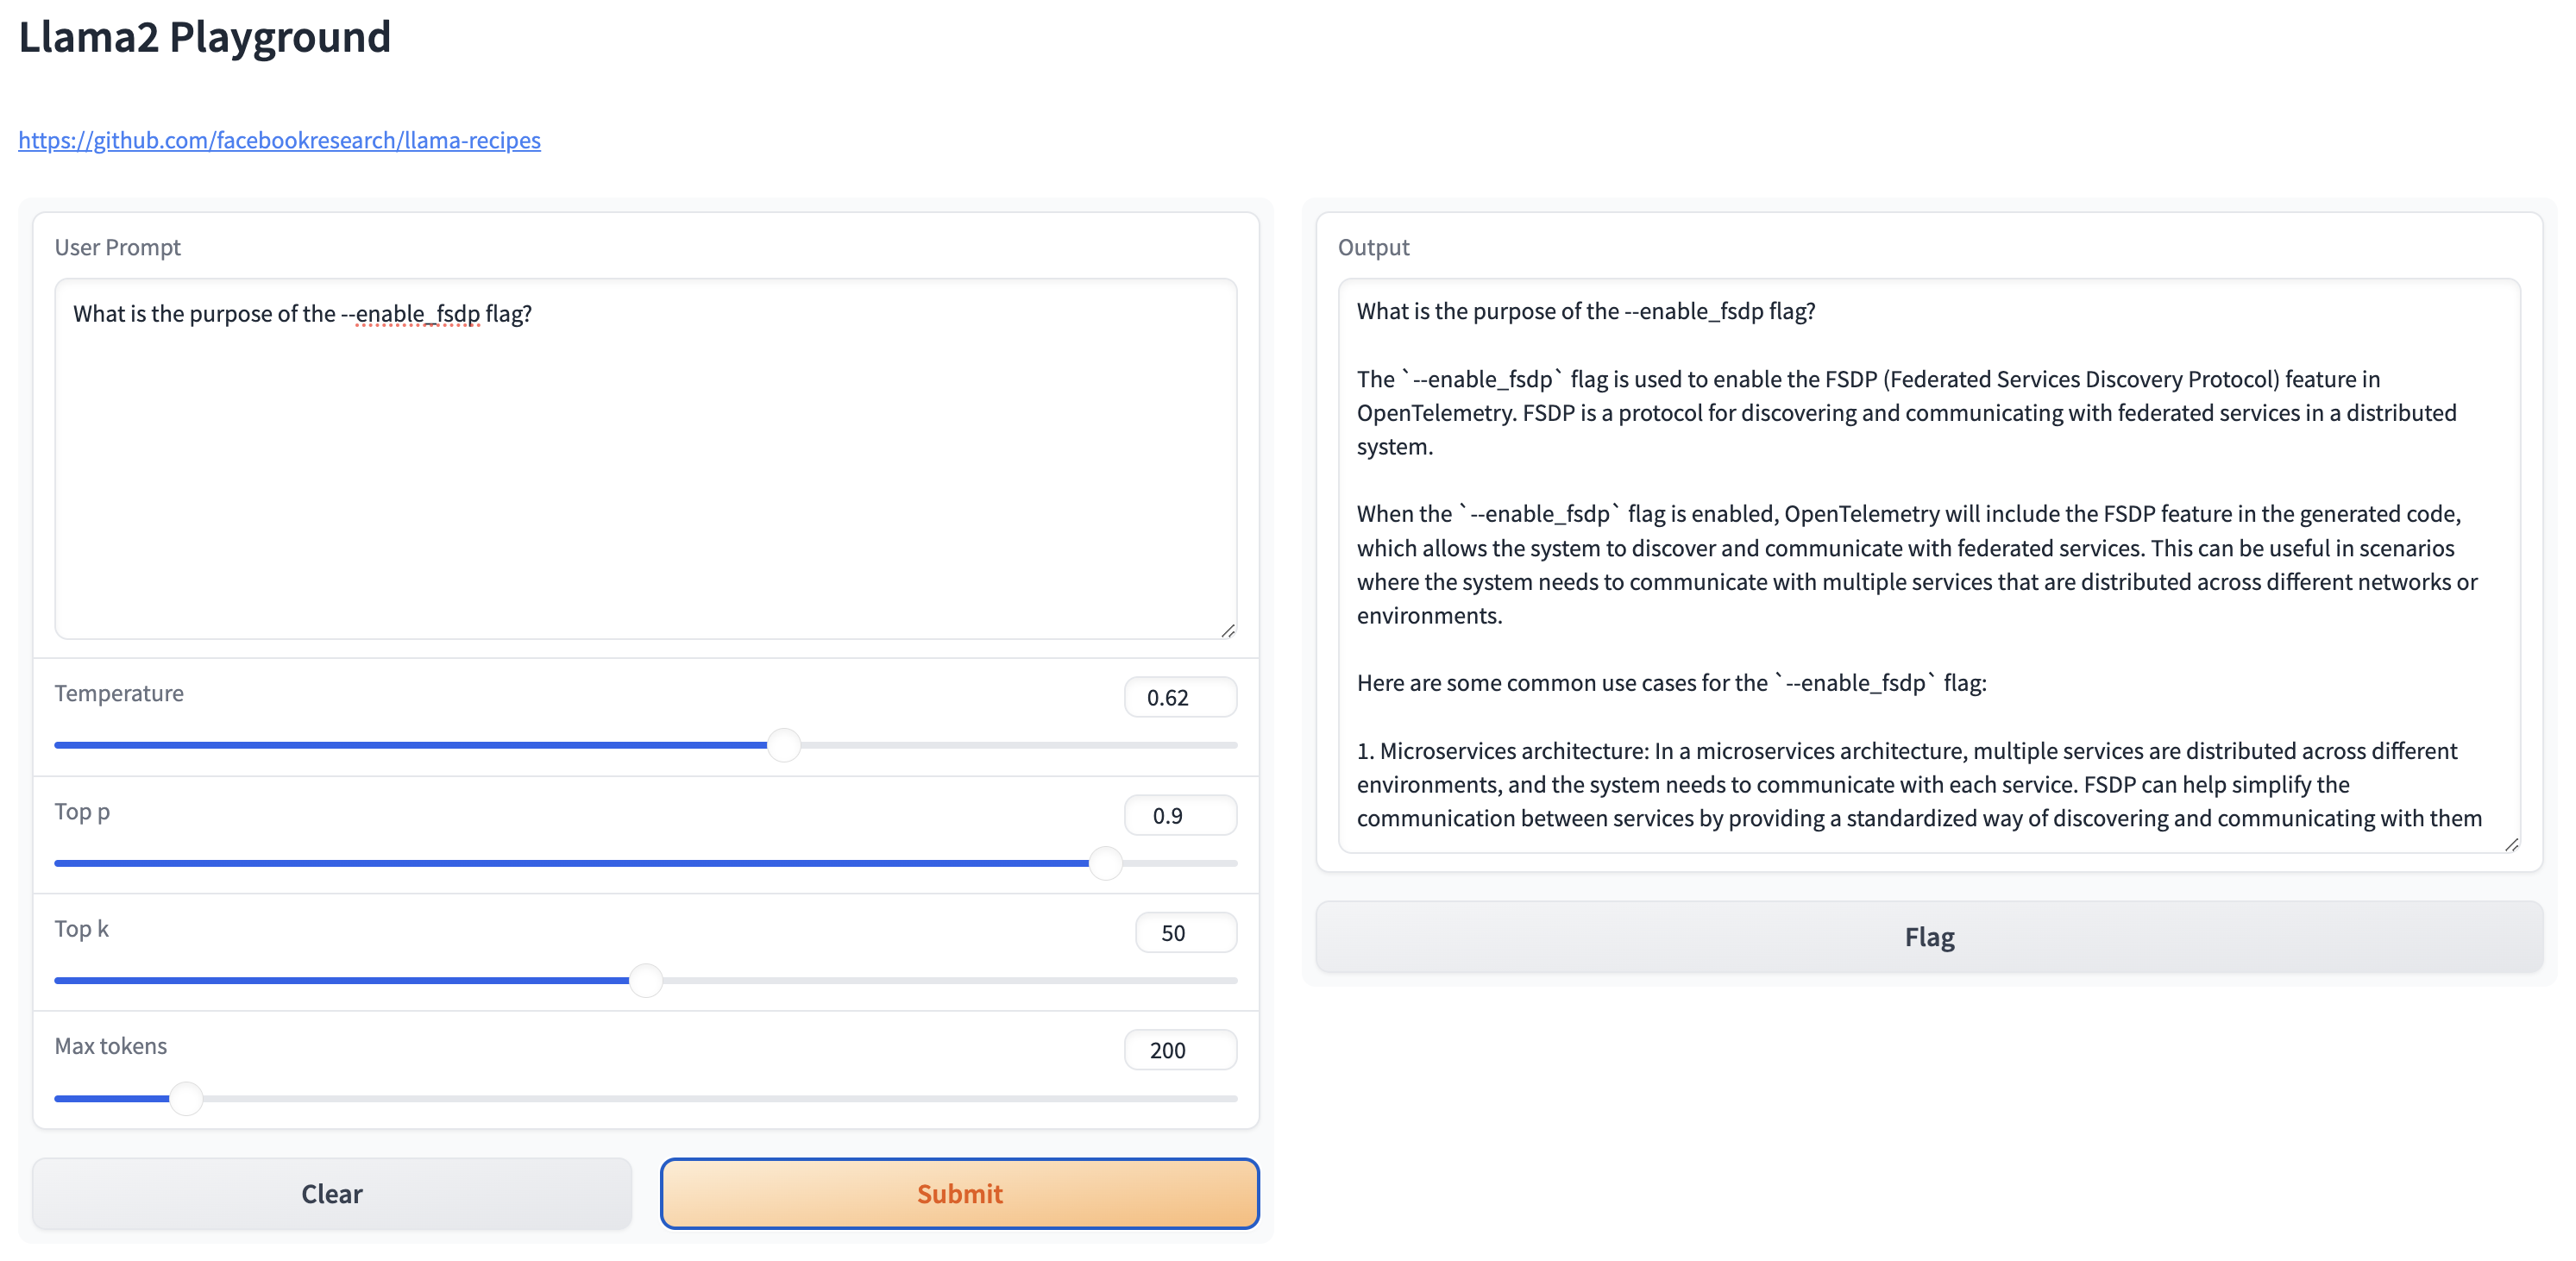 Llama2 Playground
https://github.com/facebookresearch/llama-recipes
User Prompt
What is the purpose of the --enable_fsdp flag?
Temperature
0.62
Top p
0.9
Top k
50
Max tokens
200
Clear
Submit
Output
What is the purpose of the --enable_fsdp flag?
The `--enable_fsdp` flag is used to enable the FSDP (Federated Services Discovery Protocol) feature in
OpenTelemetry. FSDP is a protocol for discovering and communicating with federated services in a distributed
system.
When the `--enable_fsdp` flag is enabled, OpenTelemetry will include the FSDP feature in the generated code,
which allows the system to discover and communicate with federated services. This can be useful in scenarios
where the system needs to communicate with multiple services that are distributed across different networks or
environments.
Here are some common use cases for the `--enable_fsdp` flag:
1. Microservices architecture: In a microservices architecture, multiple services are distributed across different
environments, and the system needs to communicate with each service. FSDP can help simplify the
communication between services by providing a standardized way of discovering and communicating with them
Flag